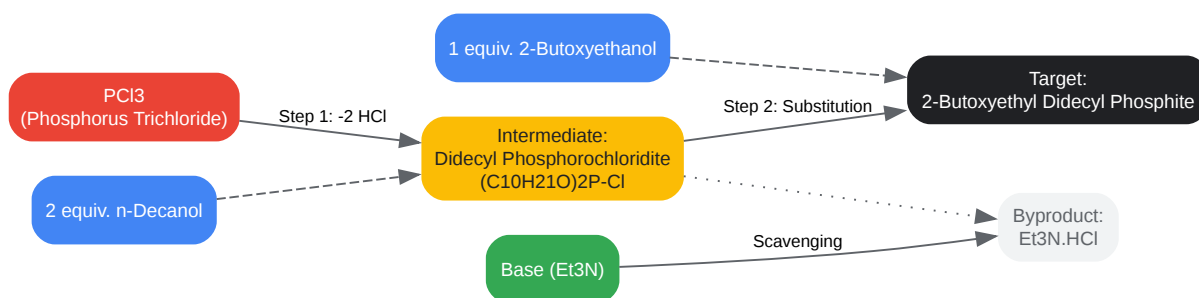 1 equiv. 2-Butoxyethanol
PCl3
(Phosphorus Trichloride)
Step 1: -2 HCl
2 equiv. n-Decanol
Intermediate:
Didecyl Phosphorochloridite
(C10H21O)2P-Cl
Step 2: Substitution
Target:
2-Butoxyethyl Didecyl Phosphite
Base (Et3N)
Scavenging
Byproduct:
Et3N.HCl